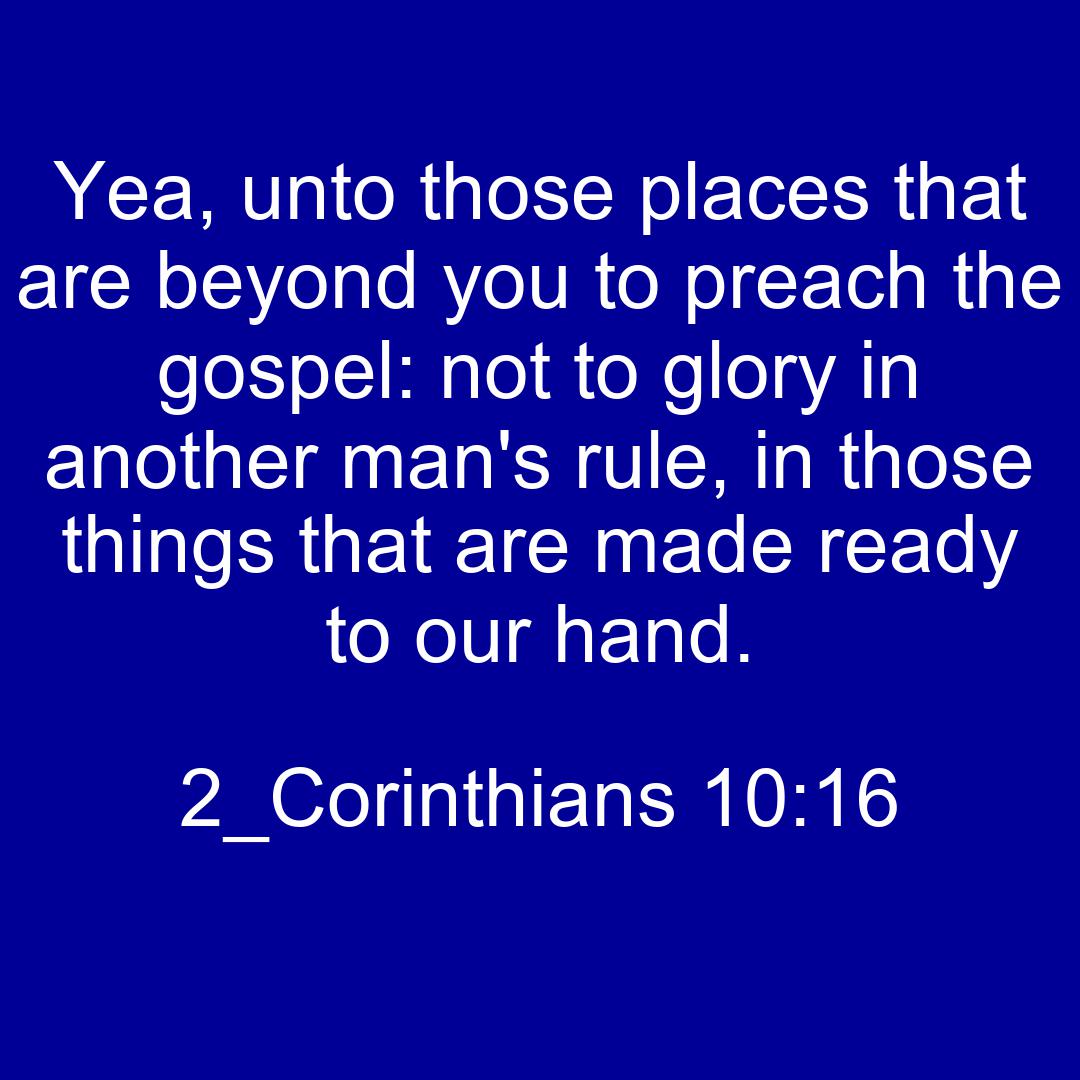 Yea, unto those places that
are beyond you to preach the
gospel: not to glory in
another man's rule, in those
things that are made ready
to our hand.
2_Corinthians 10:16